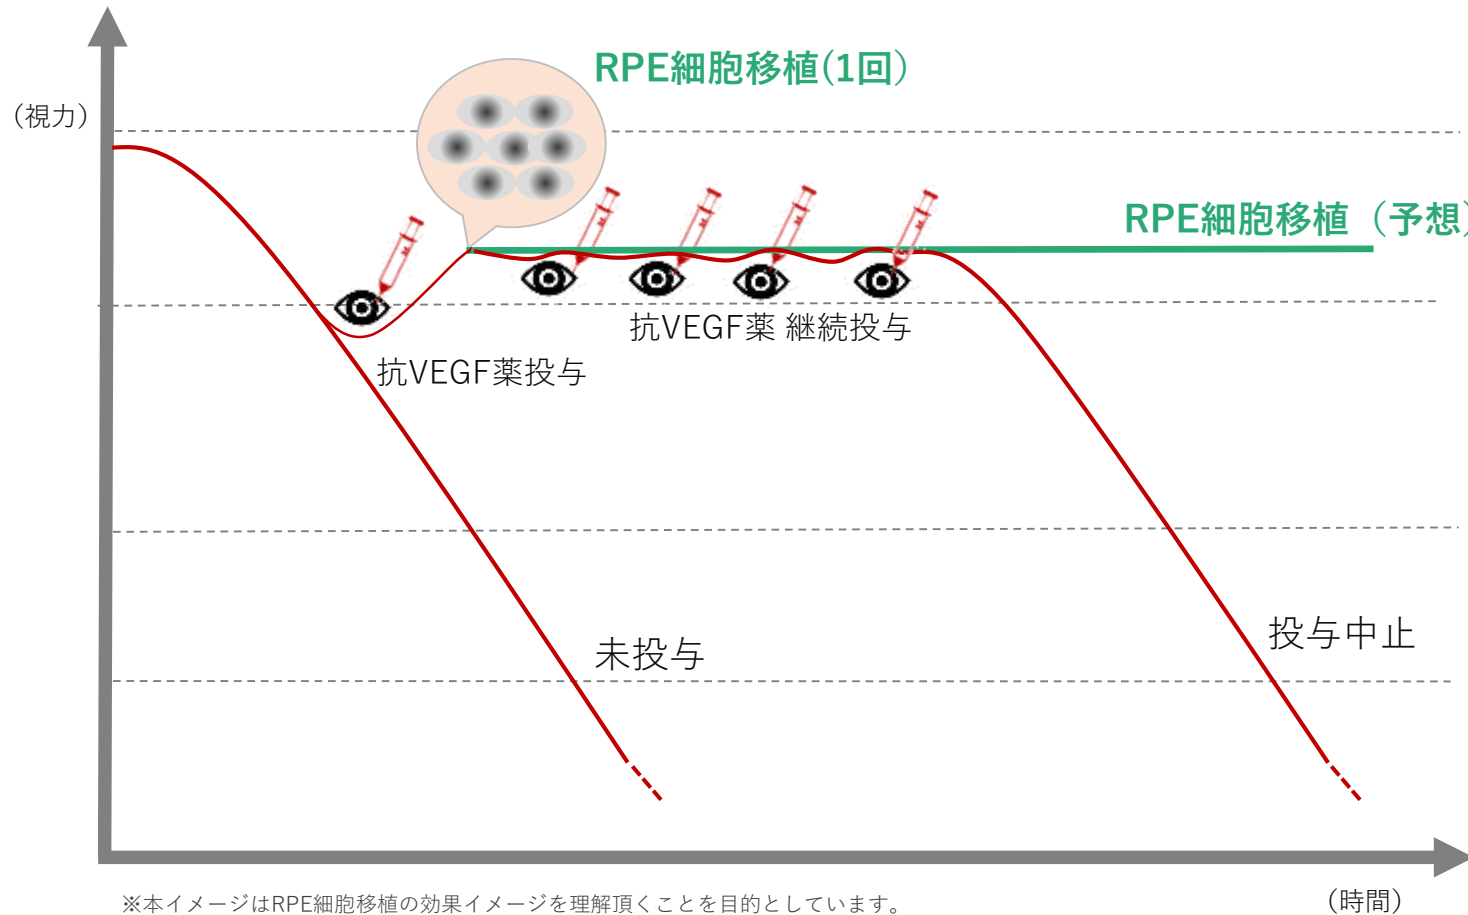 RPE細胞移植(1回)
(視力)
RPE細胞移植(予想)
抗VEGF薬 継続投与
抗VEGF薬投与
未投与
投与中止
(時間)
※本イメージはRPE細胞移植の効果イメージを理解頂くことを目的としています。